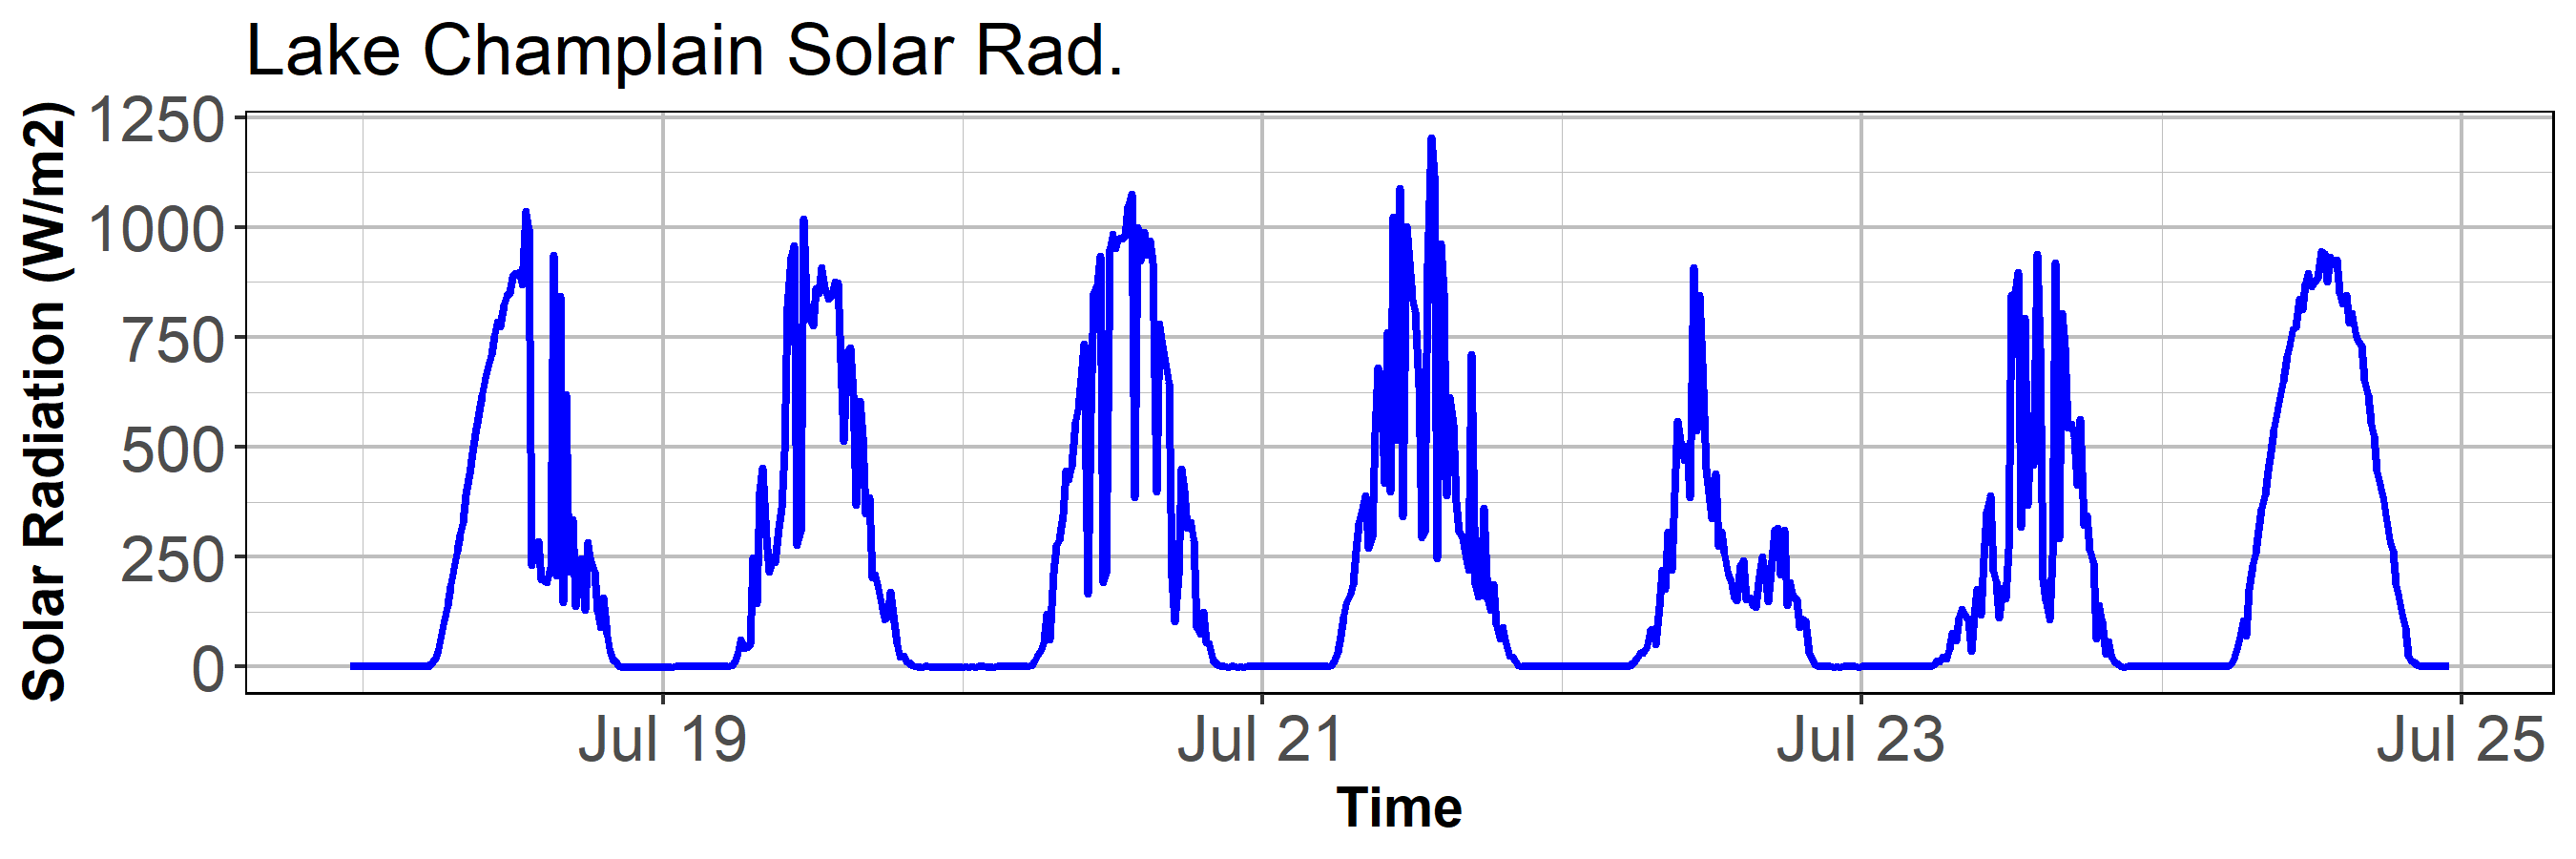 Lake Champlain Solar Rad.
Solar Radiation (W/m2)
1250
1000
750
500
250
0
Jul 19 Jul 21 Jul 23 Jul 25
Time